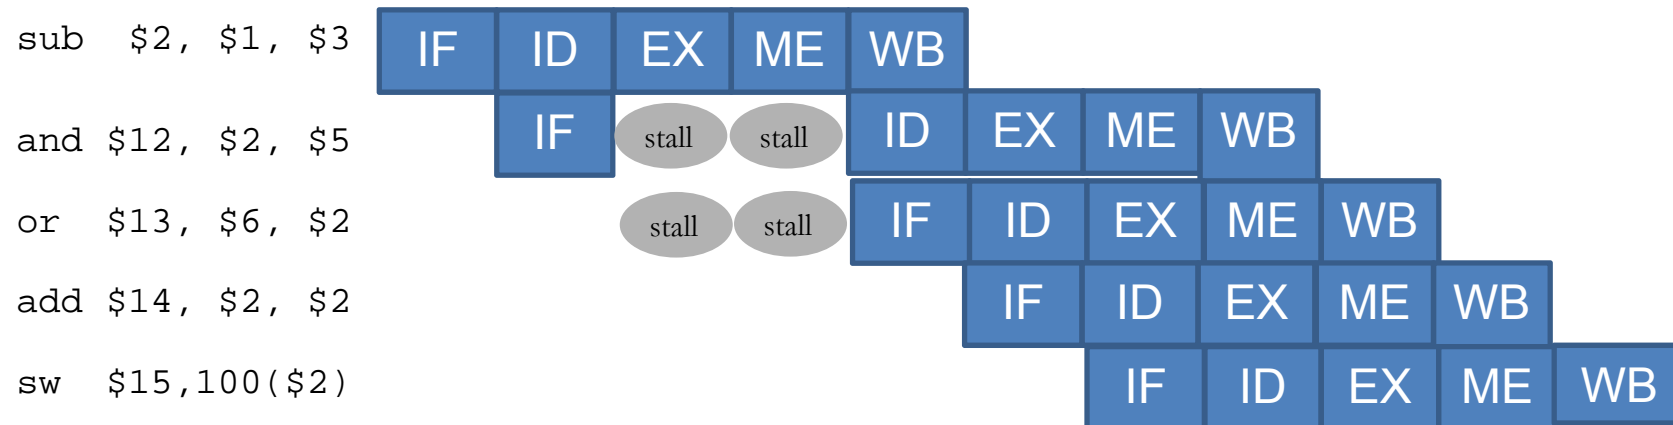 sub $2, $1, $3 IF ID EX ME WB
and $12, $2, $5 IF stall stall ID EX ME WB
or $13, $6, $2 stall stall IF ID EX ME WB
add $14, $2, $2 IF ID EX ME WB
sw $15,100($2) IF ID EX ME WB